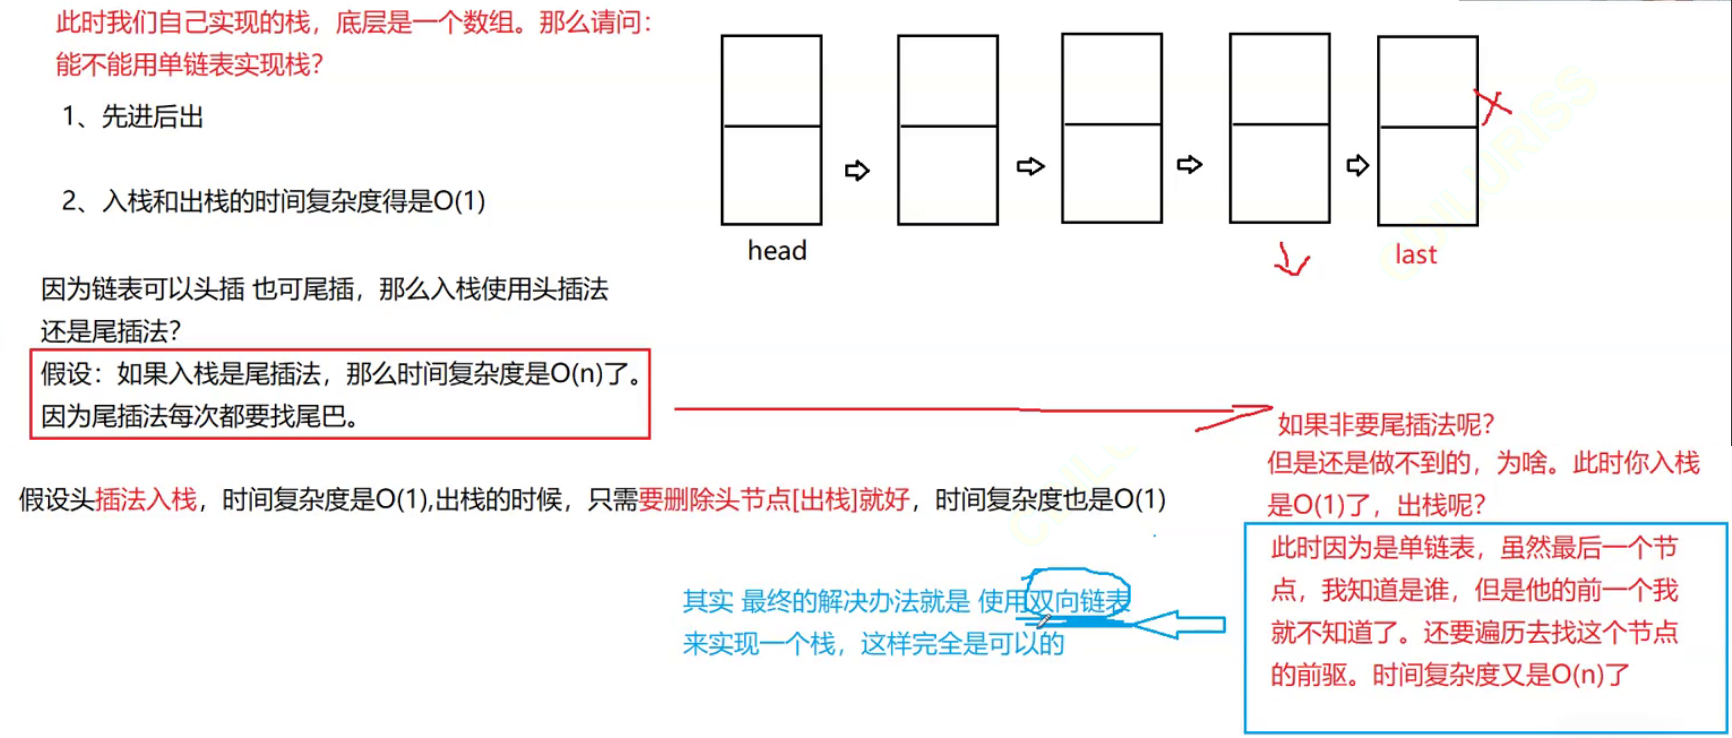 此时我们自己实现的栈，底层是一个数组。那么请问：
能不能用单链表实现栈？
1、先进后出
2、入栈和出栈的时间复杂度得是O(1)
head
last
因为链表可以头插 也可尾插，那么入栈使用头插法
还是尾插法？
假设：如果入栈是尾插法，那么时间复杂度是O(n)了。
因为尾插法每次都要找尾巴。
如果非要尾插法呢？
但是还是做不到的，为啥。此时你入栈
是O(1)了，出栈呢？
假设头插法入栈，时间复杂度是O(1),出栈的时候，只需要删除头节点[出栈]就好，时间复杂度也是O(1)
此时因为是单链表，虽然最后一个节
点，我知道是谁，但是他的前一个我
就不知道了。还要遍历去找这个节点
的前驱。时间复杂度又是O(n)了
其实 最终的解决办法就是 使用双向链表
来实现一个栈，这样完全是可以的